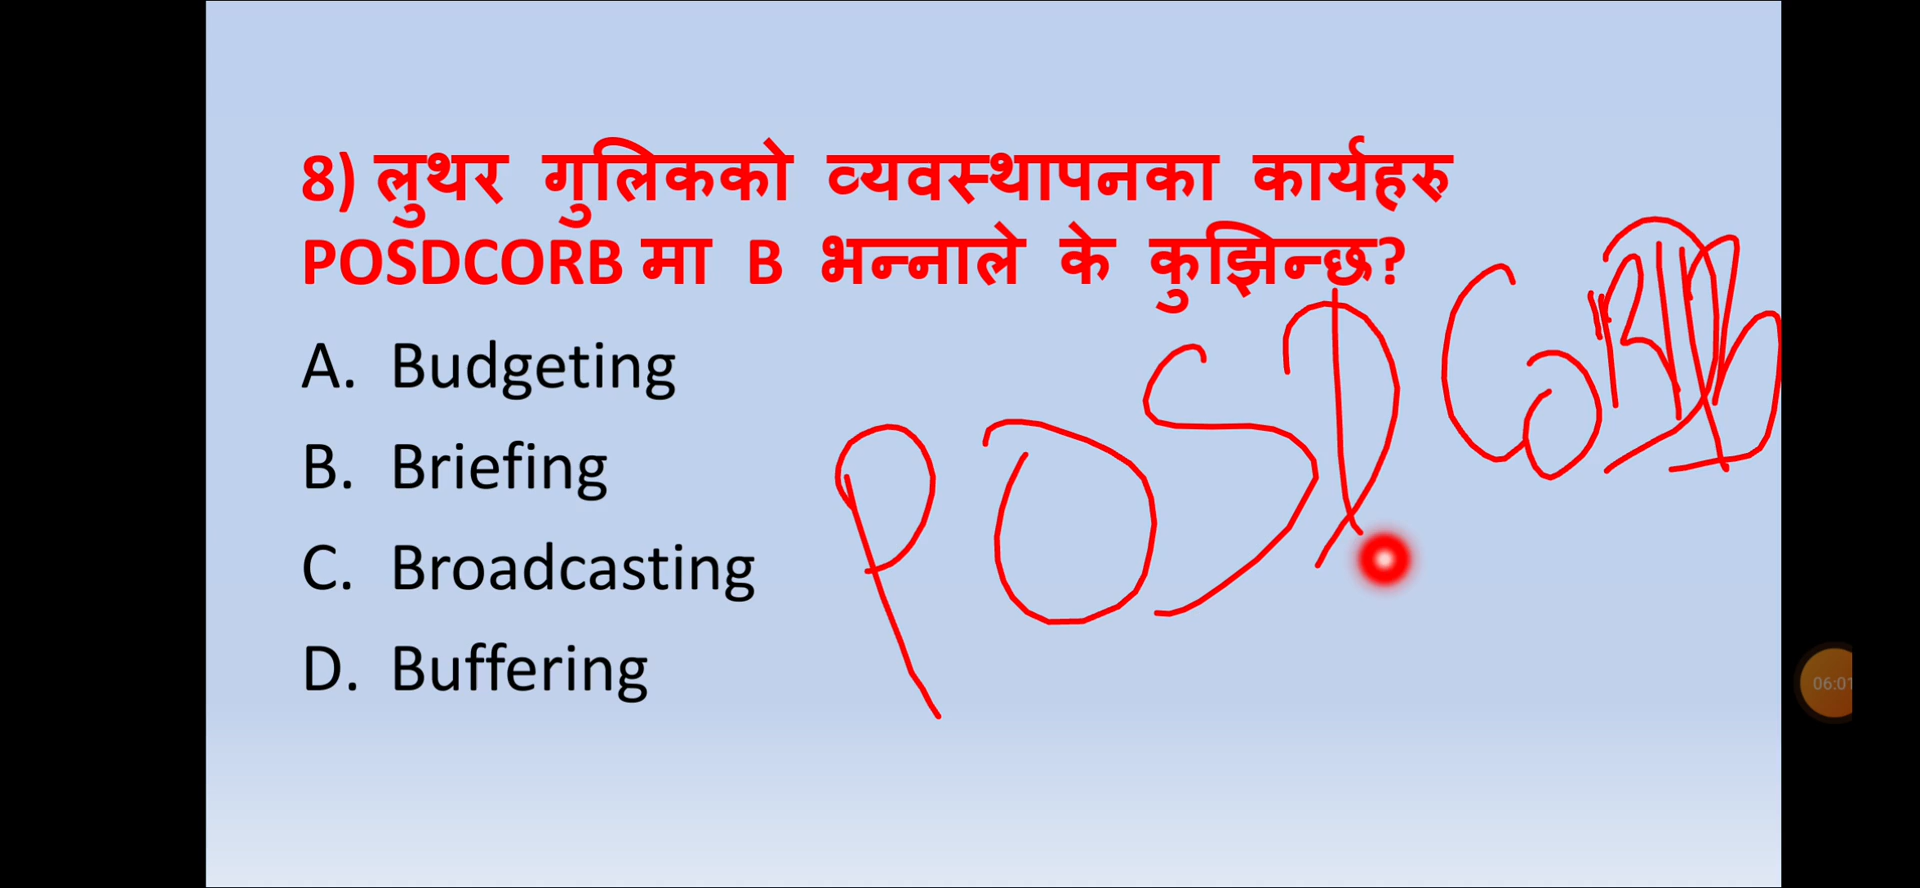 8) लुथर गुलिकको व्यवस्थापनका कार्यहरु
POSDCORB मा B भन्नाले के कुझिन्छ?
A. Budgeting
B. Briefing
C. Broadcasting
D. Buffering
POSDCORB
06:01